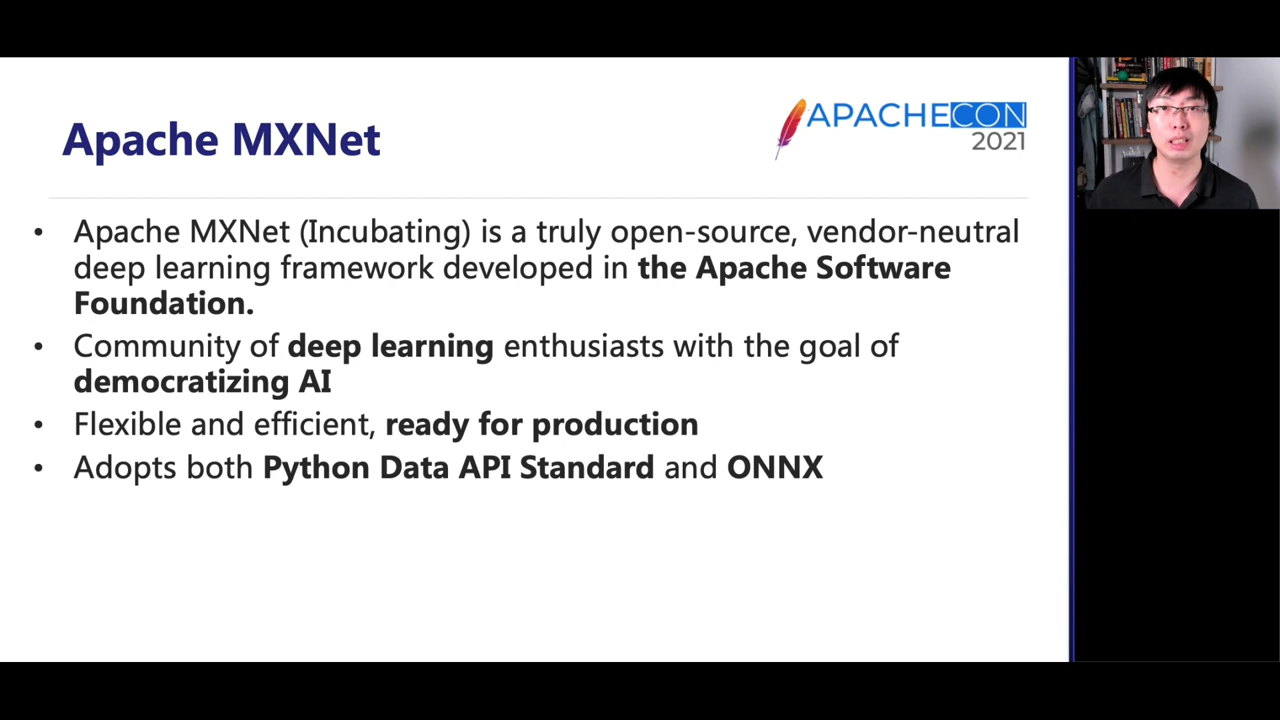 Apache MXNet
APACHECON
2021
• Apache MXNet (Incubating) is a truly open-source, vendor-neutral
deep learning framework developed in the Apache Software
Foundation.
• Community of deep learning enthusiasts with the goal of
democratizing AI
• Flexible and efficient, ready for production
• Adopts both Python Data API Standard and ONNX